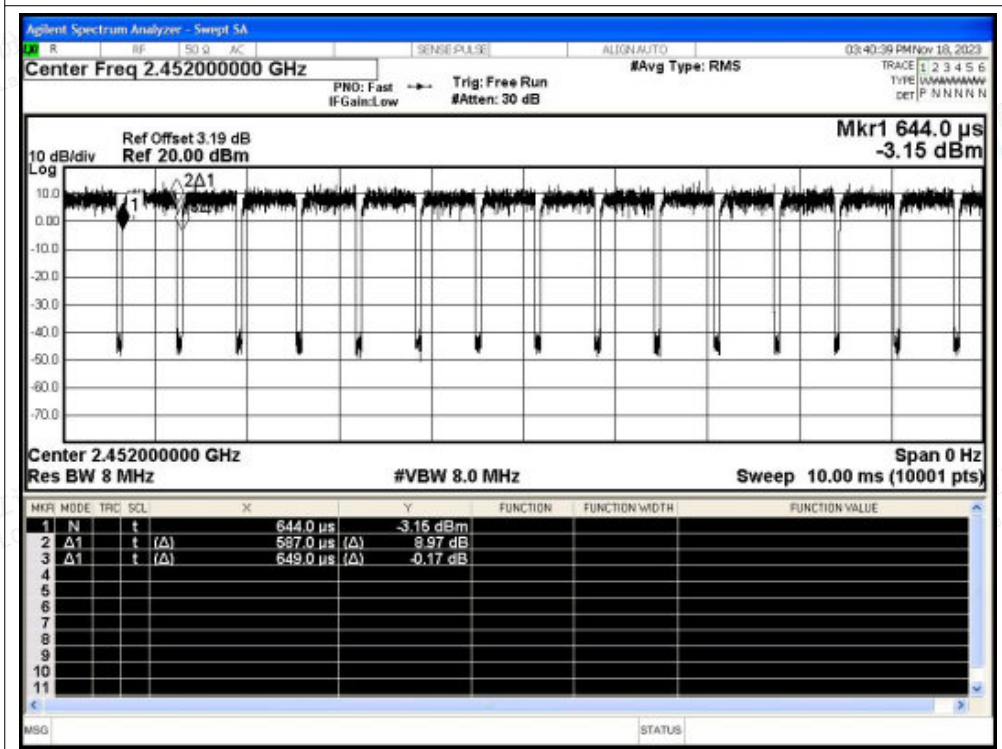 Agilent Spectrum Analyzer - Swept SA
R RF 50 Ω AC SENSE:PULSE ALIGN AUTO 03:40:39 PM Nov 18, 2023
Center Freq 2.452000000 GHz #Avg Type: RMS TRACE 1 2 3 4 5 6
PNO: Fast Trig: Free Run TYPE
IFGain:Low #Atten: 30 dB DET P N N N N N
Mkr1 644.0 µs
Ref Offset 3.19 dB
10 dB/div Ref 20.00 dBm -3.15 dBm
Log
2Δ1
10.0
1
0.00
-10.0
-20.0
-30.0
-40.0
-50.0
-60.0
-70.0
Center 2.452000000 GHz Span 0 Hz
Res BW 8 MHz #VBW 8.0 MHz Sweep 10.00 ms (10001 pts)
MKR MODE TRC SCL X Y FUNCTION FUNCTION WIDTH FUNCTION VALUE
1 N t 644.0 µs -3.15 dBm
2 Δ1 t (Δ) 587.0 µs (Δ) 8.97 dB
3 Δ1 t (Δ) 649.0 µs (Δ) -0.17 dB
4
5
6
7
8
9
10
11
MSG STATUS